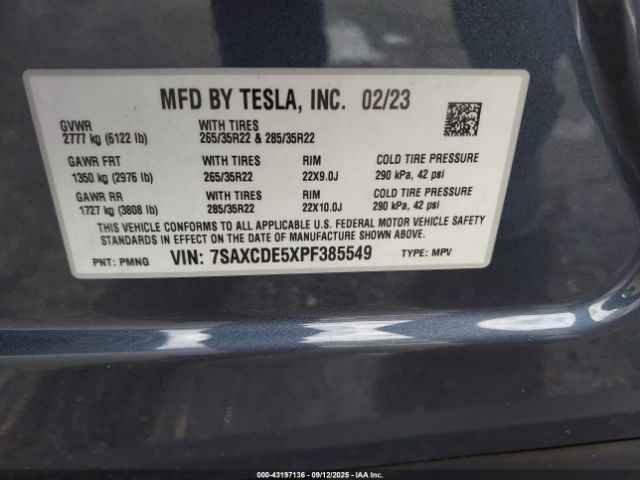 MFD BY TESLA, INC. 02/23
GVWR WITH TIRES
2777 kg (6122 lb) 265/35R22 & 285/35R22
GAWR FRT WITH TIRES RIM COLD TIRE PRESSURE
1350 kg (2976 lb) 265/35R22 22X9.0J 290 kPa, 42 psi
GAWR RR WITH TIRES RIM COLD TIRE PRESSURE
1727 kg (3808 lb) 285/35R22 22X10.0J 290 kPa, 42 psi
THIS VEHICLE CONFORMS TO ALL APPLICABLE U.S. FEDERAL MOTOR VEHICLE SAFETY
STANDARDS IN EFFECT ON THE DATE OF MANUFACTURE SHOWN ABOVE.
PNT: PMNG VIN: 7SAXCDE5XPF385549 TYPE: MPV
000-43197136 - 09/12/2025 - IAAI.COM